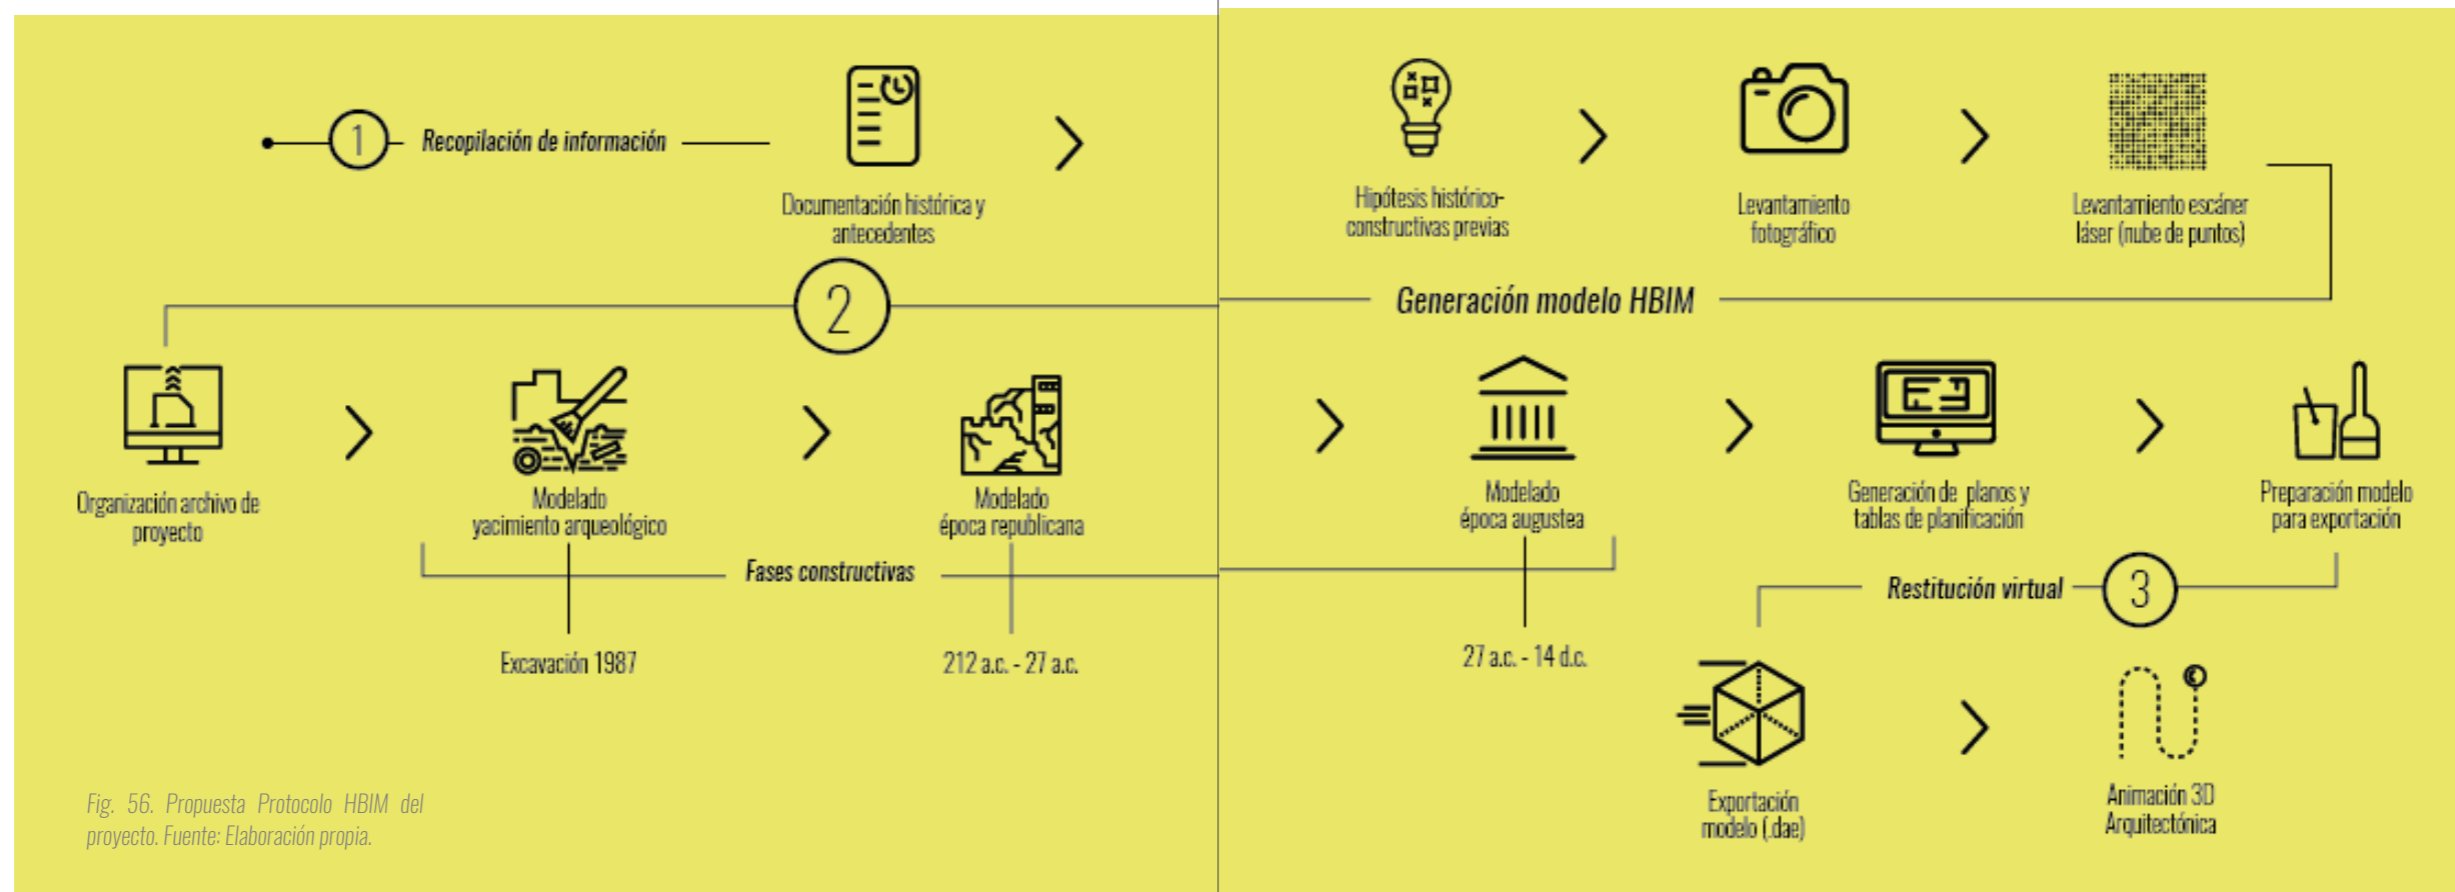 1
Recopilación de información
Documentación histórica y
antecedentes
Hipótesis histórico-
constructivas previas
Levantamiento
fotográfico
Levantamiento escáner
láser (nube de puntos)
2
Generación modelo HBIM
Organización archivo de
proyecto
Modelado
yacimiento arqueológico
Modelado
época republicana
Modelado
época augustea
Generación de planos y
tablas de planificación
Preparación modelo
para exportación
Fases constructivas
Excavación 1987
212 a.c. - 27 a.c.
27 a.c. - 14 d.c.
Restitución virtual
3
Exportación
modelo (.dae)
Animación 3D
Arquitectónica
Fig. 56. Propuesta Protocolo HBIM del
proyecto. Fuente: Elaboración propia.